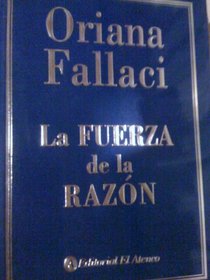 Oriana
Fallaci
La FUERZA
de la
RAZÓN
Editorial El Ateneo